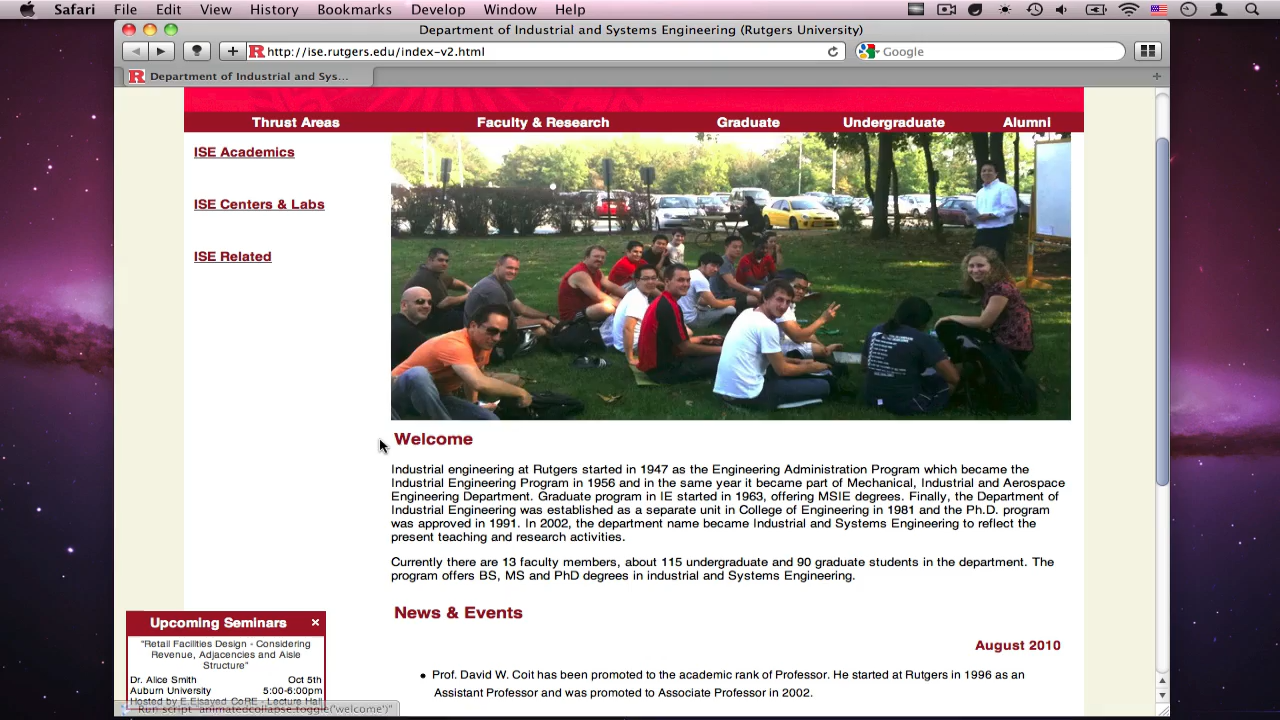 Safari File Edit View History Bookmarks Develop Window Help
Department of Industrial and Systems Engineering (Rutgers University)
http://ise.rutgers.edu/index-v2.html
Google
Department of Industrial and Sys...
Thrust Areas Faculty & Research Graduate Undergraduate Alumni
ISE Academics
ISE Centers & Labs
ISE Related
Welcome
Industrial engineering at Rutgers started in 1947 as the Engineering Administration Program which became the
Industrial Engineering Program in 1956 and in the same year it became part of Mechanical, Industrial and Aerospace
Engineering Department. Graduate program in IE started in 1963, offering MSIE degrees. Finally, the Department of
Industrial Engineering was established as a separate unit in College of Engineering in 1981 and the Ph.D. program
was approved in 1991. In 2002, the department name became Industrial and Systems Engineering to reflect the
present teaching and research activities.
Currently there are 13 faculty members, about 115 undergraduate and 90 graduate students in the department. The
program offers BS, MS and PhD degrees in industrial and Systems Engineering.
News & Events
August 2010
• Prof. David W. Coit has been promoted to the academic rank of Professor. He started at Rutgers in 1996 as an
Assistant Professor and was promoted to Associate Professor in 2002.
Upcoming Seminars ×
"Retail Facilities Design - Considering
Revenue, Adjacencies and Aisle
Structure"
Dr. Alice Smith Oct 5th
Auburn University 5:00-6:00pm
Hosted by E.Elsayed CoRE - Lecture Hall
Run script "animatedcollapse.toggle('welcome')"